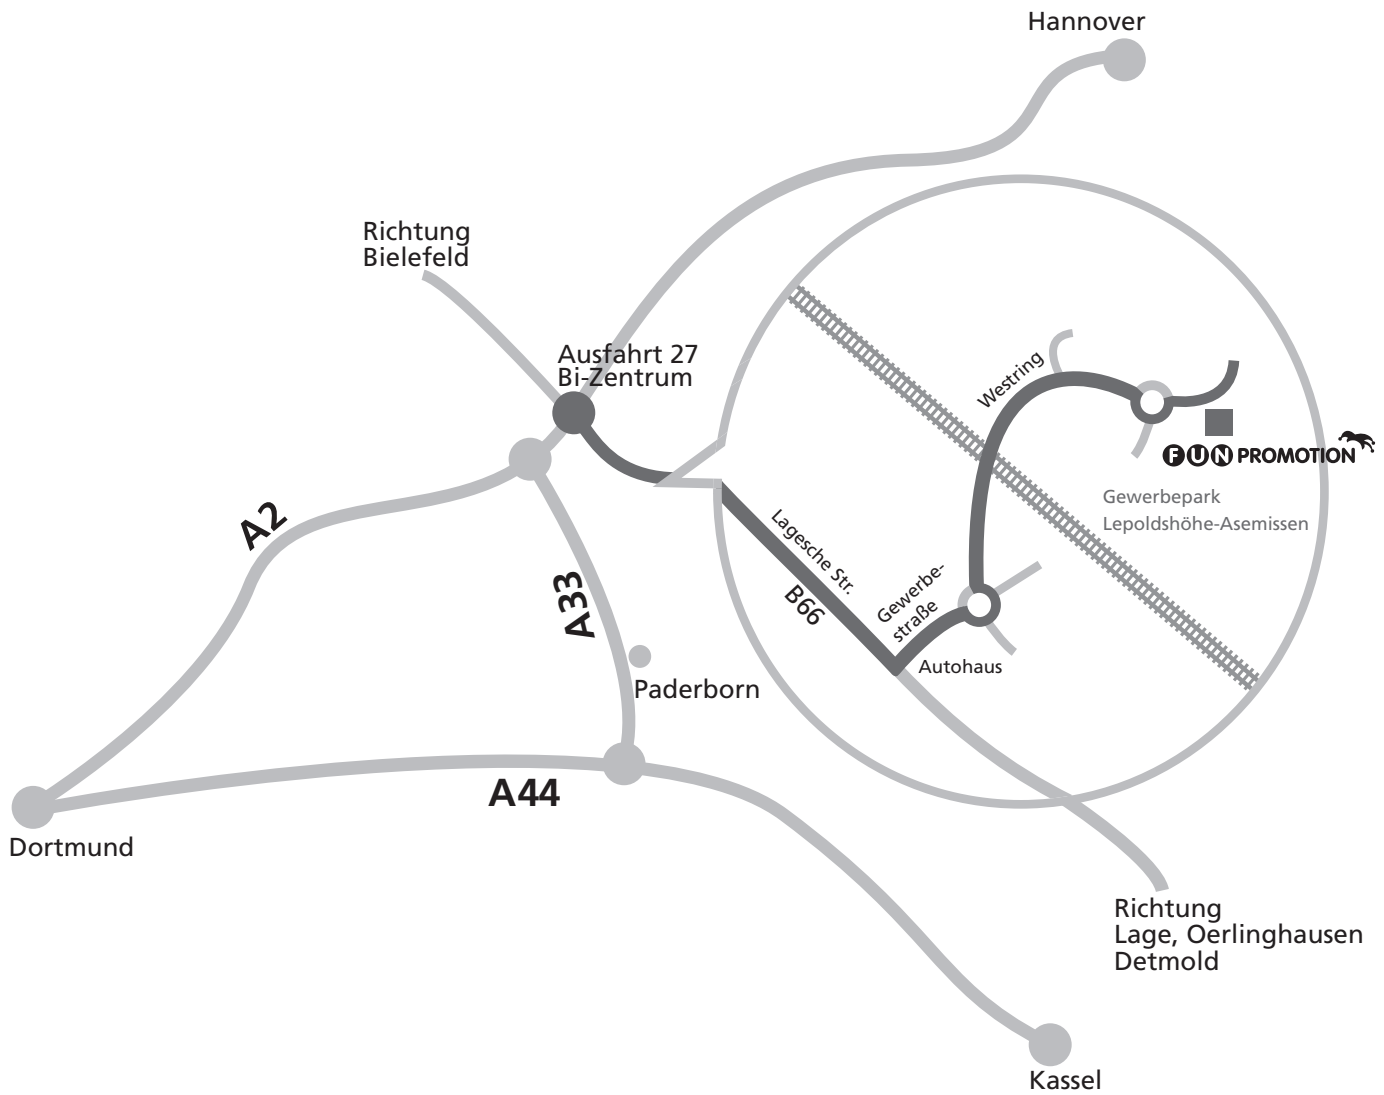 Hannover
Richtung
Bielefeld
Ausfahrt 27
Bi-Zentrum
Westring
FUN PROMOTION
Gewerbepark
Lepoldshöhe-Asemissen
A2
Lagesche Str.
B66
Gewerbe-
straße
Autohaus
A33
Paderborn
A44
Dortmund
Richtung
Lage, Oerlinghausen
Detmold
Kassel